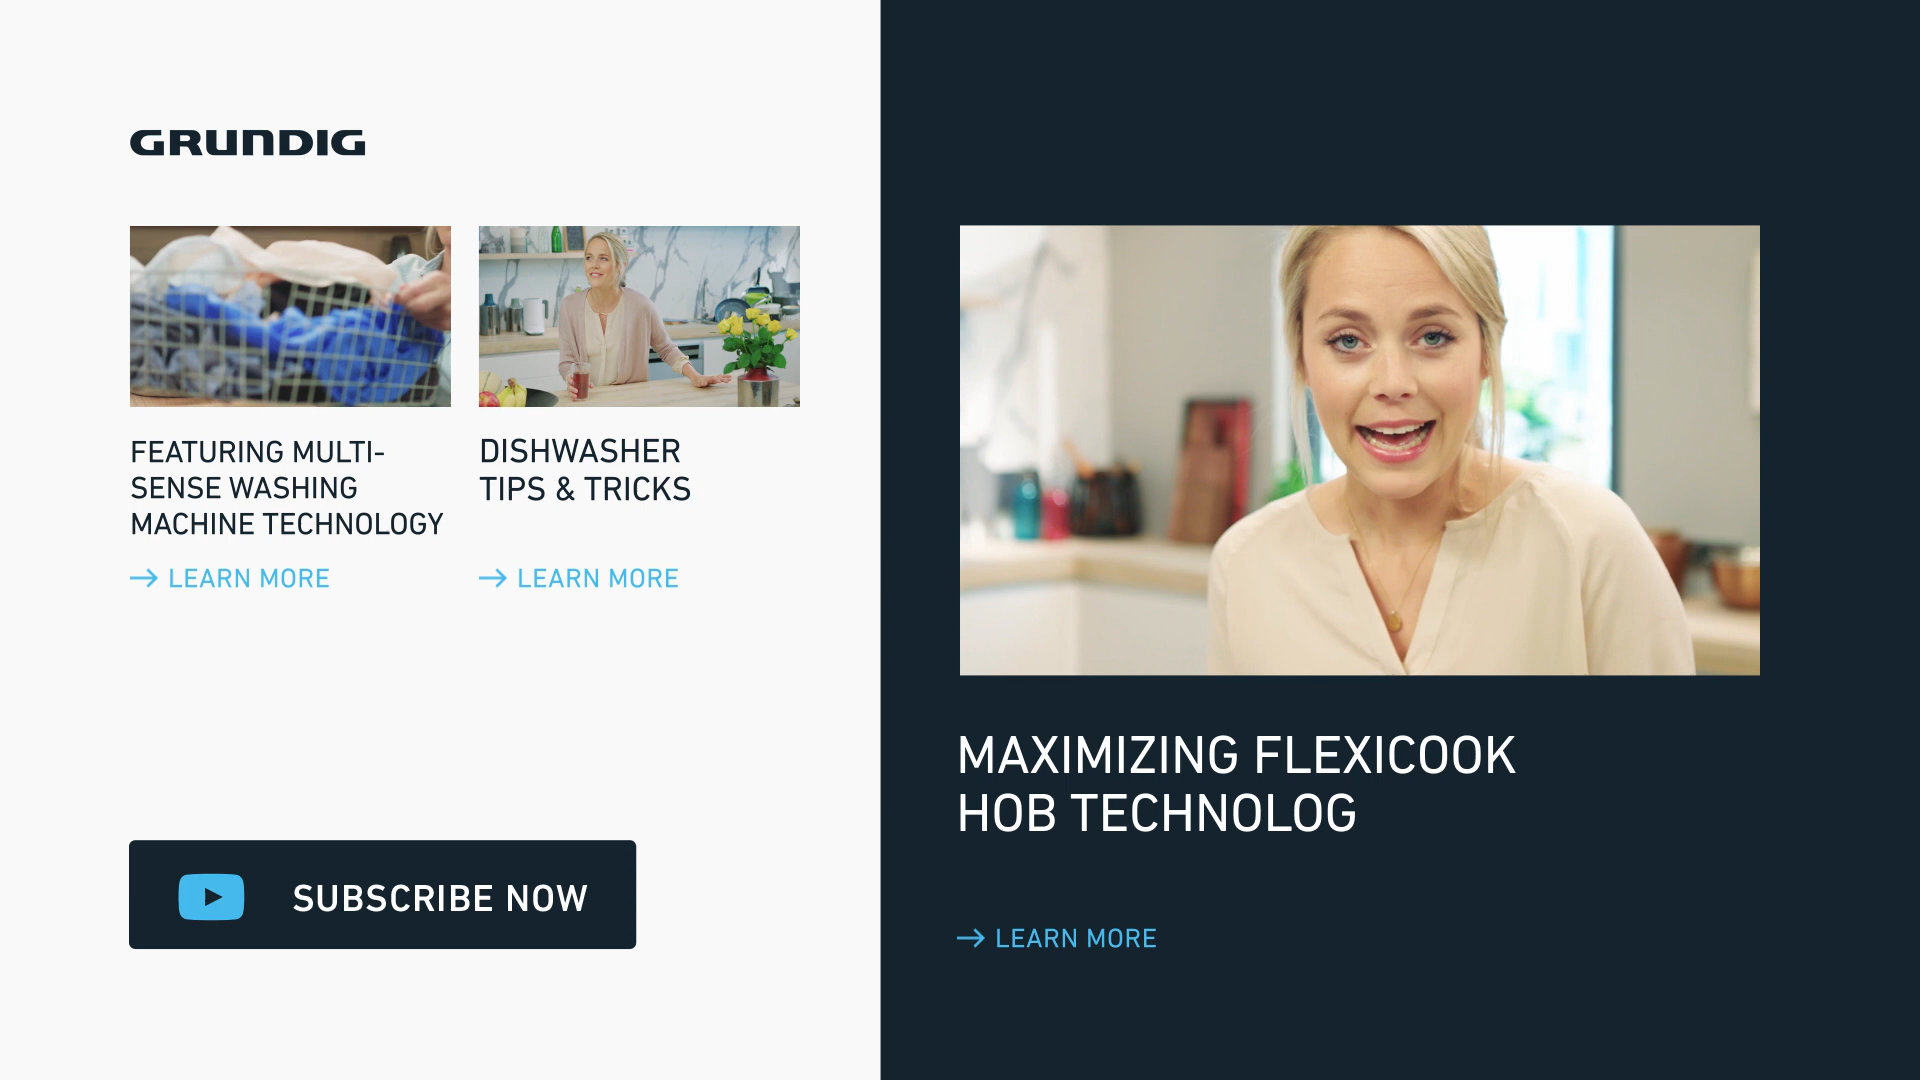 GRUNDIG
FEATURING MULTI-
SENSE WASHING
MACHINE TECHNOLOGY
→ LEARN MORE
DISHWASHER
TIPS & TRICKS
→ LEARN MORE
SUBSCRIBE NOW
MAXIMIZING FLEXICOOK
HOB TECHNOLOG
→ LEARN MORE